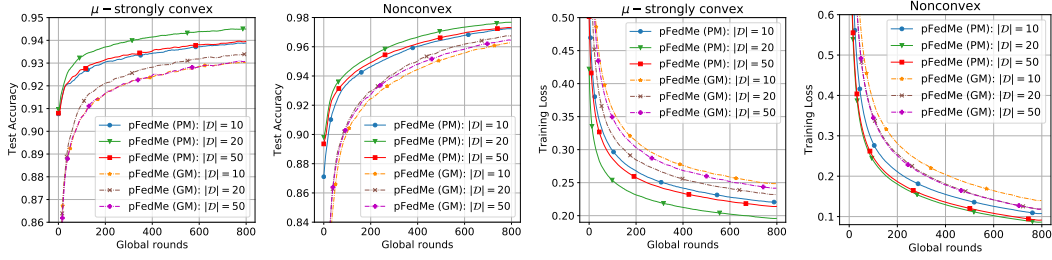 μ − strongly convex
Test Accuracy
0.95
0.94
0.93
0.92
0.91
0.90
0.89
0.88
0.87
0.86
pFedMe (PM): |𝒟| = 10
pFedMe (PM): |𝒟| = 20
pFedMe (PM): |𝒟| = 50
pFedMe (GM): |𝒟| = 10
pFedMe (GM): |𝒟| = 20
pFedMe (GM): |𝒟| = 50
0 200 400 600 800
Global rounds
Nonconvex
Test Accuracy
0.98
0.96
0.94
0.92
0.90
0.88
0.86
0.84
pFedMe (PM): |𝒟| = 10
pFedMe (PM): |𝒟| = 20
pFedMe (PM): |𝒟| = 50
pFedMe (GM): |𝒟| = 10
pFedMe (GM): |𝒟| = 20
pFedMe (GM): |𝒟| = 50
0 200 400 600 800
Global rounds
μ − strongly convex
Training Loss
0.50
0.45
0.40
0.35
0.30
0.25
0.20
pFedMe (PM): |𝒟| = 10
pFedMe (PM): |𝒟| = 20
pFedMe (PM): |𝒟| = 50
pFedMe (GM): |𝒟| = 10
pFedMe (GM): |𝒟| = 20
pFedMe (GM): |𝒟| = 50
0 200 400 600 800
Global rounds
Nonconvex
Training Loss
0.6
0.5
0.4
0.3
0.2
0.1
pFedMe (PM): |𝒟| = 10
pFedMe (PM): |𝒟| = 20
pFedMe (PM): |𝒟| = 50
pFedMe (GM): |𝒟| = 10
pFedMe (GM): |𝒟| = 20
pFedMe (GM): |𝒟| = 50
0 200 400 600 800
Global rounds